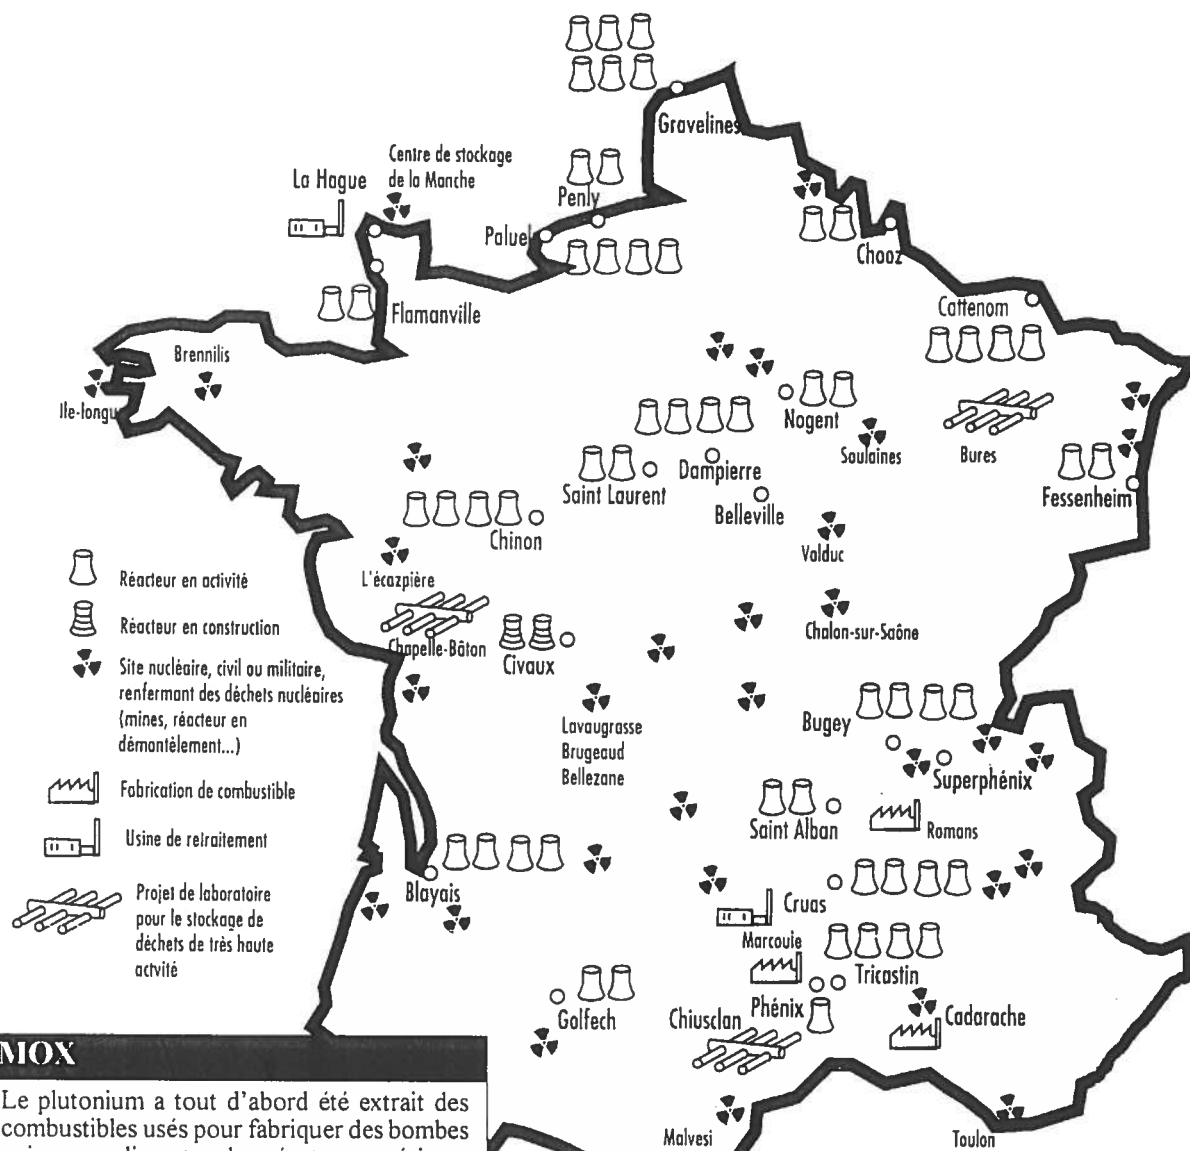 Gravelines
Centre de stockage
de la Manche
La Hague
Penly
Paluel
Chooz
Cattenom
Flamanville
Brennilis
Ile-longu
Nogent
Soulaines
Bures
Fessenheim
Dampierre
Saint Laurent
Belleville
Chinon
Valduc
L'écazpière
Chapelle-Bâton
Civaux
Chalon-sur-Saône
Lavaugrasse
Brugeaud
Bellezane
Bugey
Superphénix
Saint Alban
Romans
Blayais
Cruas
Marcouie
Tricastin
Phénix
Golfech
Chiusclan
Cadarache
Malvesi
Toulon
Réacteur en activité
Réacteur en construction
Site nucléaire, civil ou militaire,
renfermant des déchets nucléaires
(mines, réacteur en
démantèlement...)
Fabrication de combustible
Usine de retraitement
Projet de laboratoire
pour le stockage de
déchets de très haute
actvité
MOX
Le plutonium a tout d'abord été extrait des
combustibles usés pour fabriquer des bombes